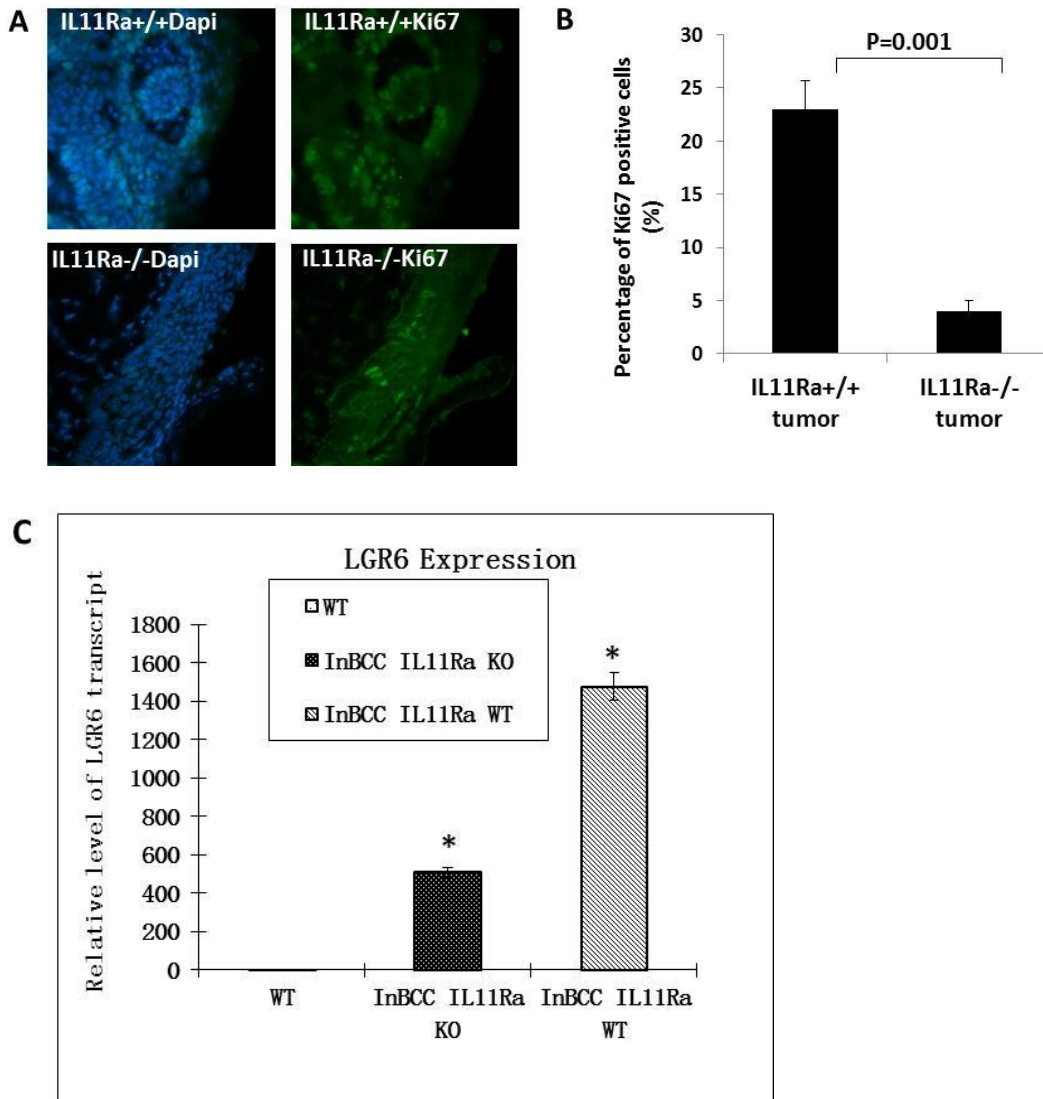 A
IL11Ra+/+Dapi
IL11Ra+/+Ki67
IL11Ra-/-Dapi
IL11Ra-/-Ki67
B
P=0.001
Percentage of Ki67 positive cells
(%)
30
25
20
15
10
5
0
IL11Ra+/+
tumor
IL11Ra-/-
tumor
C
LGR6 Expression
WT
InBCC IL11Ra KO
InBCC IL11Ra WT
Relative level of LGR6 transcript
1800
1600
1400
1200
1000
800
600
400
200
0
*
*
WT
InBCC IL11Ra
KO
InBCC IL11Ra
WT